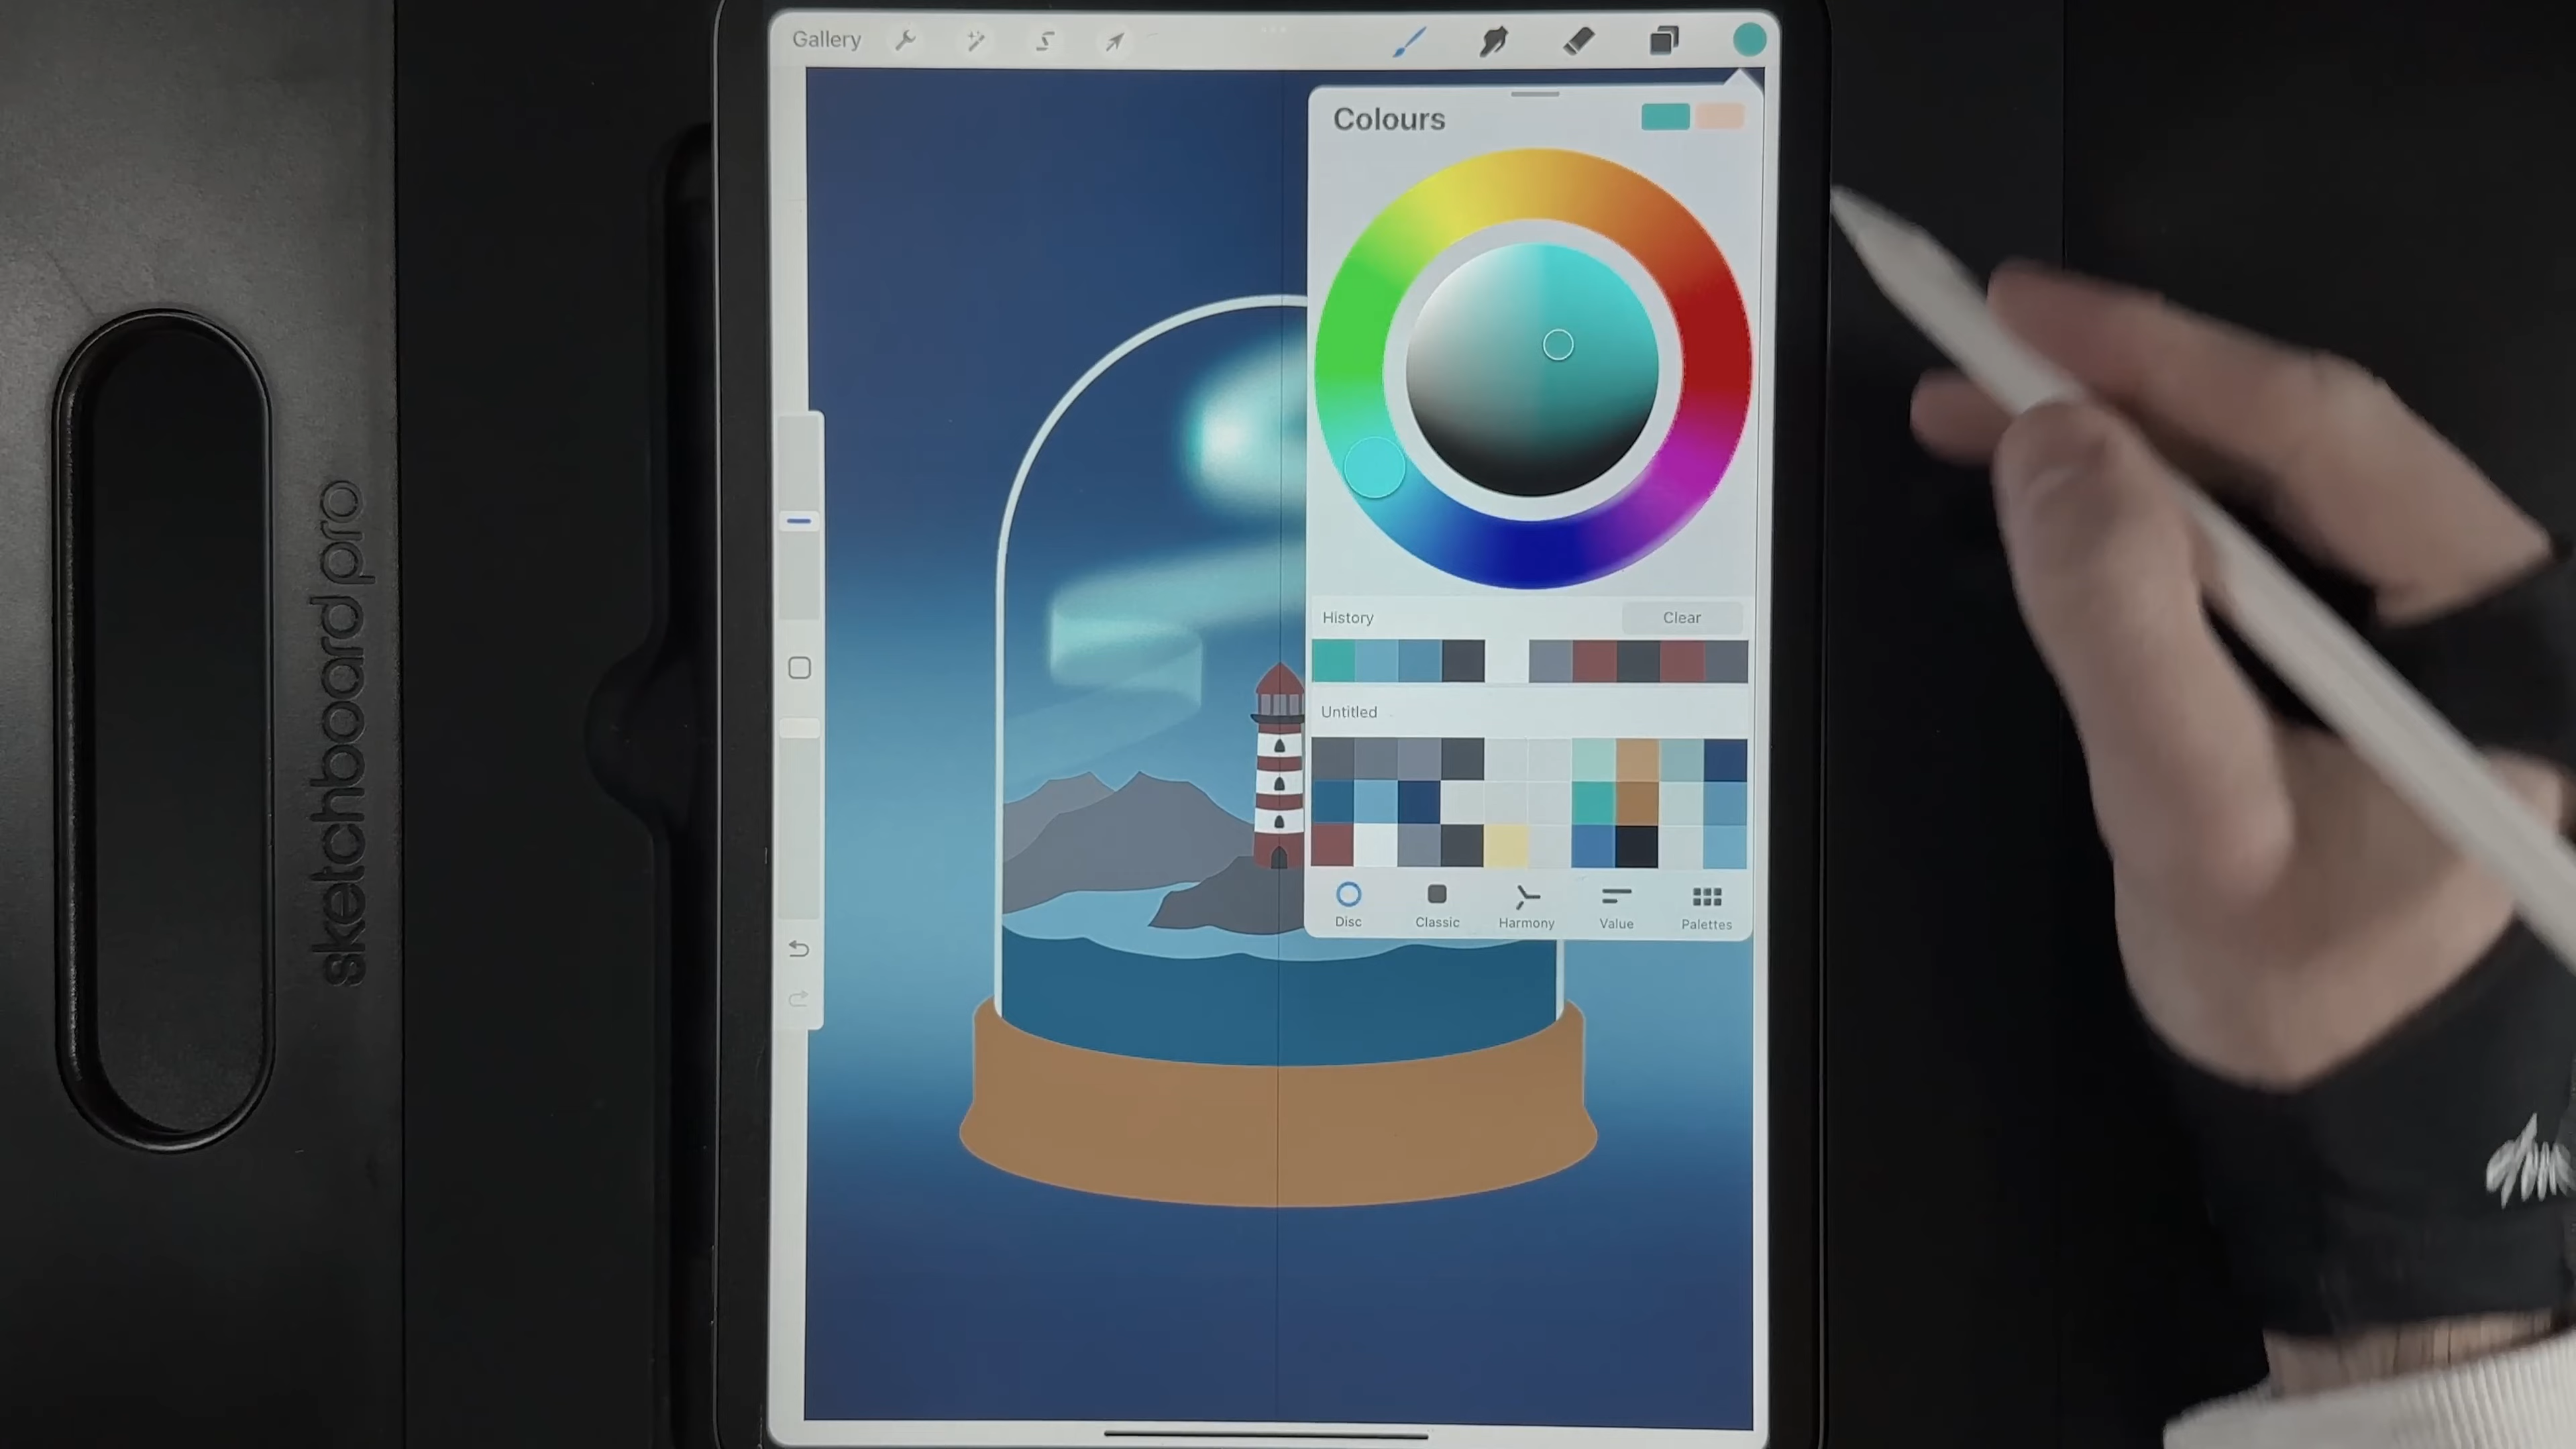 Gallery
Colours
History
Clear
Untitled
Disc
Classic
Harmony
Value
Palettes
sketchboard pro